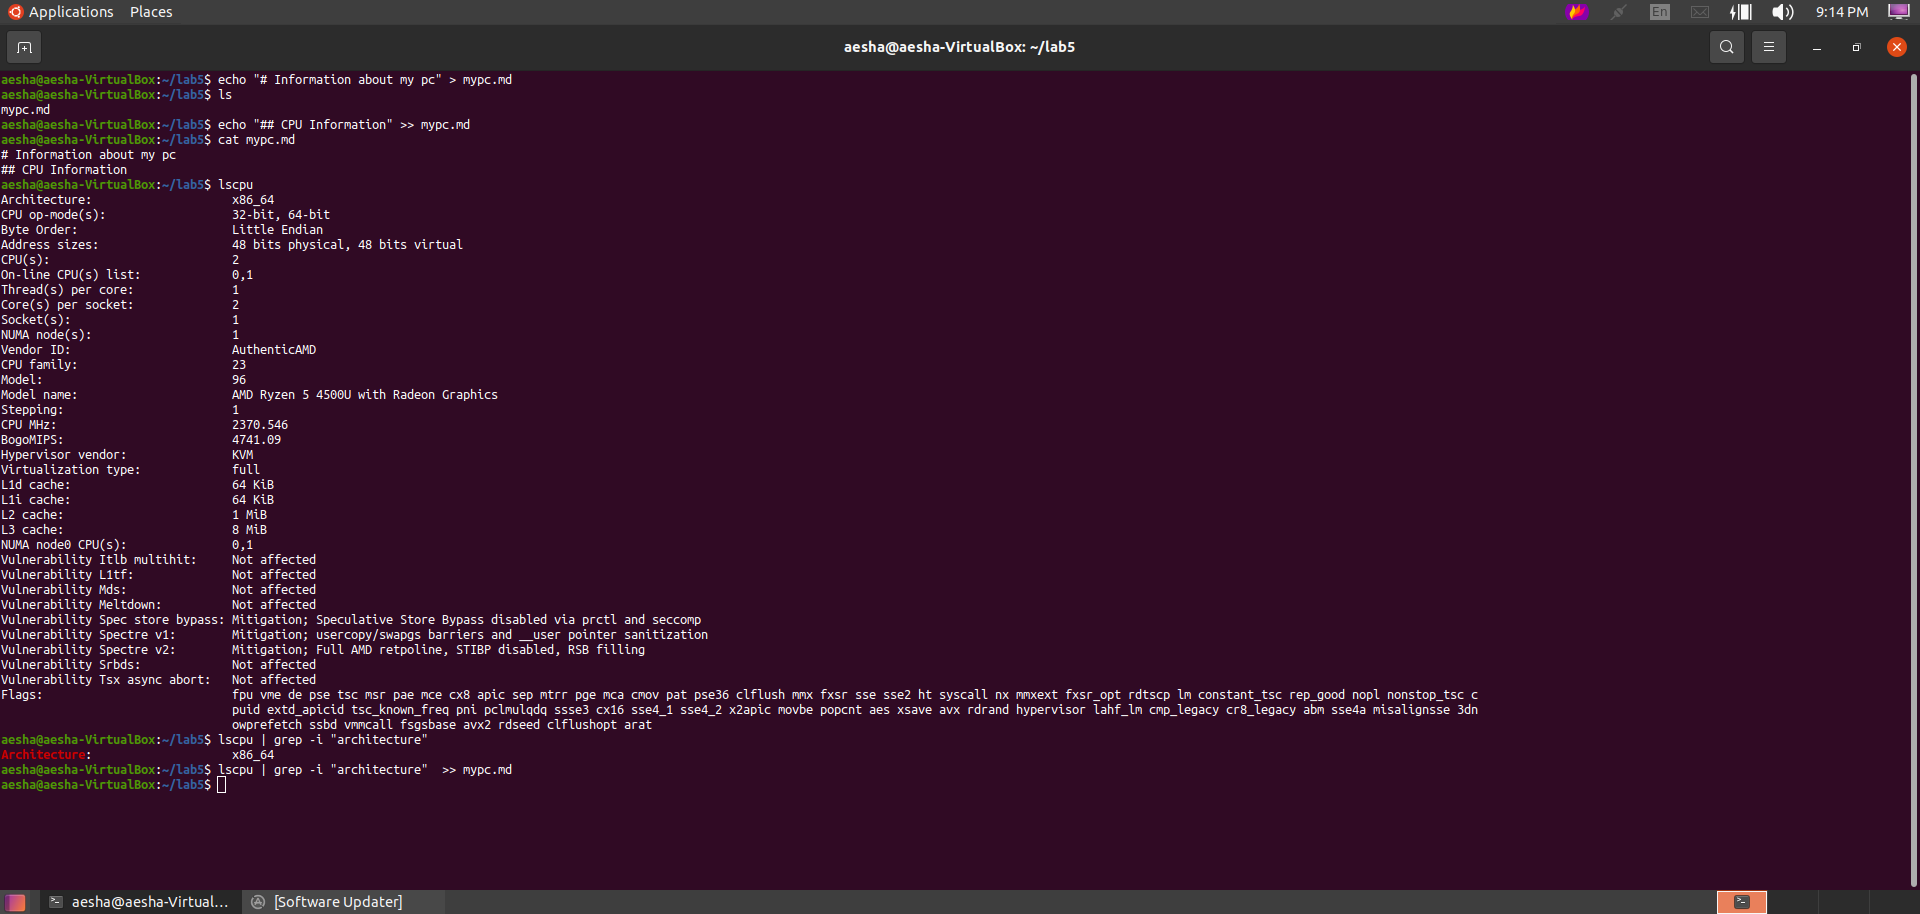 Applications Places En 9:14 PM
aesha@aesha-VirtualBox: ~/lab5
aesha@aesha-VirtualBox:~/lab5$ echo "# Information about my pc" > mypc.md
aesha@aesha-VirtualBox:~/lab5$ ls
mypc.md
aesha@aesha-VirtualBox:~/lab5$ echo "## CPU Information" >> mypc.md
aesha@aesha-VirtualBox:~/lab5$ cat mypc.md
# Information about my pc
## CPU Information
aesha@aesha-VirtualBox:~/lab5$ lscpu
Architecture: x86_64
CPU op-mode(s): 32-bit, 64-bit
Byte Order: Little Endian
Address sizes: 48 bits physical, 48 bits virtual
CPU(s): 2
On-line CPU(s) list: 0,1
Thread(s) per core: 1
Core(s) per socket: 2
Socket(s): 1
NUMA node(s): 1
Vendor ID: AuthenticAMD
CPU family: 23
Model: 96
Model name: AMD Ryzen 5 4500U with Radeon Graphics
Stepping: 1
CPU MHz: 2370.546
BogoMIPS: 4741.09
Hypervisor vendor: KVM
Virtualization type: full
L1d cache: 64 KiB
L1i cache: 64 KiB
L2 cache: 1 MiB
L3 cache: 8 MiB
NUMA node0 CPU(s): 0,1
Vulnerability Itlb multihit: Not affected
Vulnerability L1tf: Not affected
Vulnerability Mds: Not affected
Vulnerability Meltdown: Not affected
Vulnerability Spec store bypass: Mitigation; Speculative Store Bypass disabled via prctl and seccomp
Vulnerability Spectre v1: Mitigation; usercopy/swapgs barriers and __user pointer sanitization
Vulnerability Spectre v2: Mitigation; Full AMD retpoline, STIBP disabled, RSB filling
Vulnerability Srbds: Not affected
Vulnerability Tsx async abort: Not affected
Flags: fpu vme de pse tsc msr pae mce cx8 apic sep mtrr pge mca cmov pat pse36 clflush mmx fxsr sse sse2 ht syscall nx mmxext fxsr_opt rdtscp lm constant_tsc rep_good nopl nonstop_tsc c
puid extd_apicid tsc_known_freq pni pclmulqdq ssse3 cx16 sse4_1 sse4_2 x2apic movbe popcnt aes xsave avx rdrand hypervisor lahf_lm cmp_legacy cr8_legacy abm sse4a misalignsse 3dn
owprefetch ssbd vmmcall fsgsbase avx2 rdseed clflushopt arat
aesha@aesha-VirtualBox:~/lab5$ lscpu | grep -i "architecture"
Architecture: x86_64
aesha@aesha-VirtualBox:~/lab5$ lscpu | grep -i "architecture"  >> mypc.md
aesha@aesha-VirtualBox:~/lab5$
aesha@aesha-Virtual... [Software Updater]